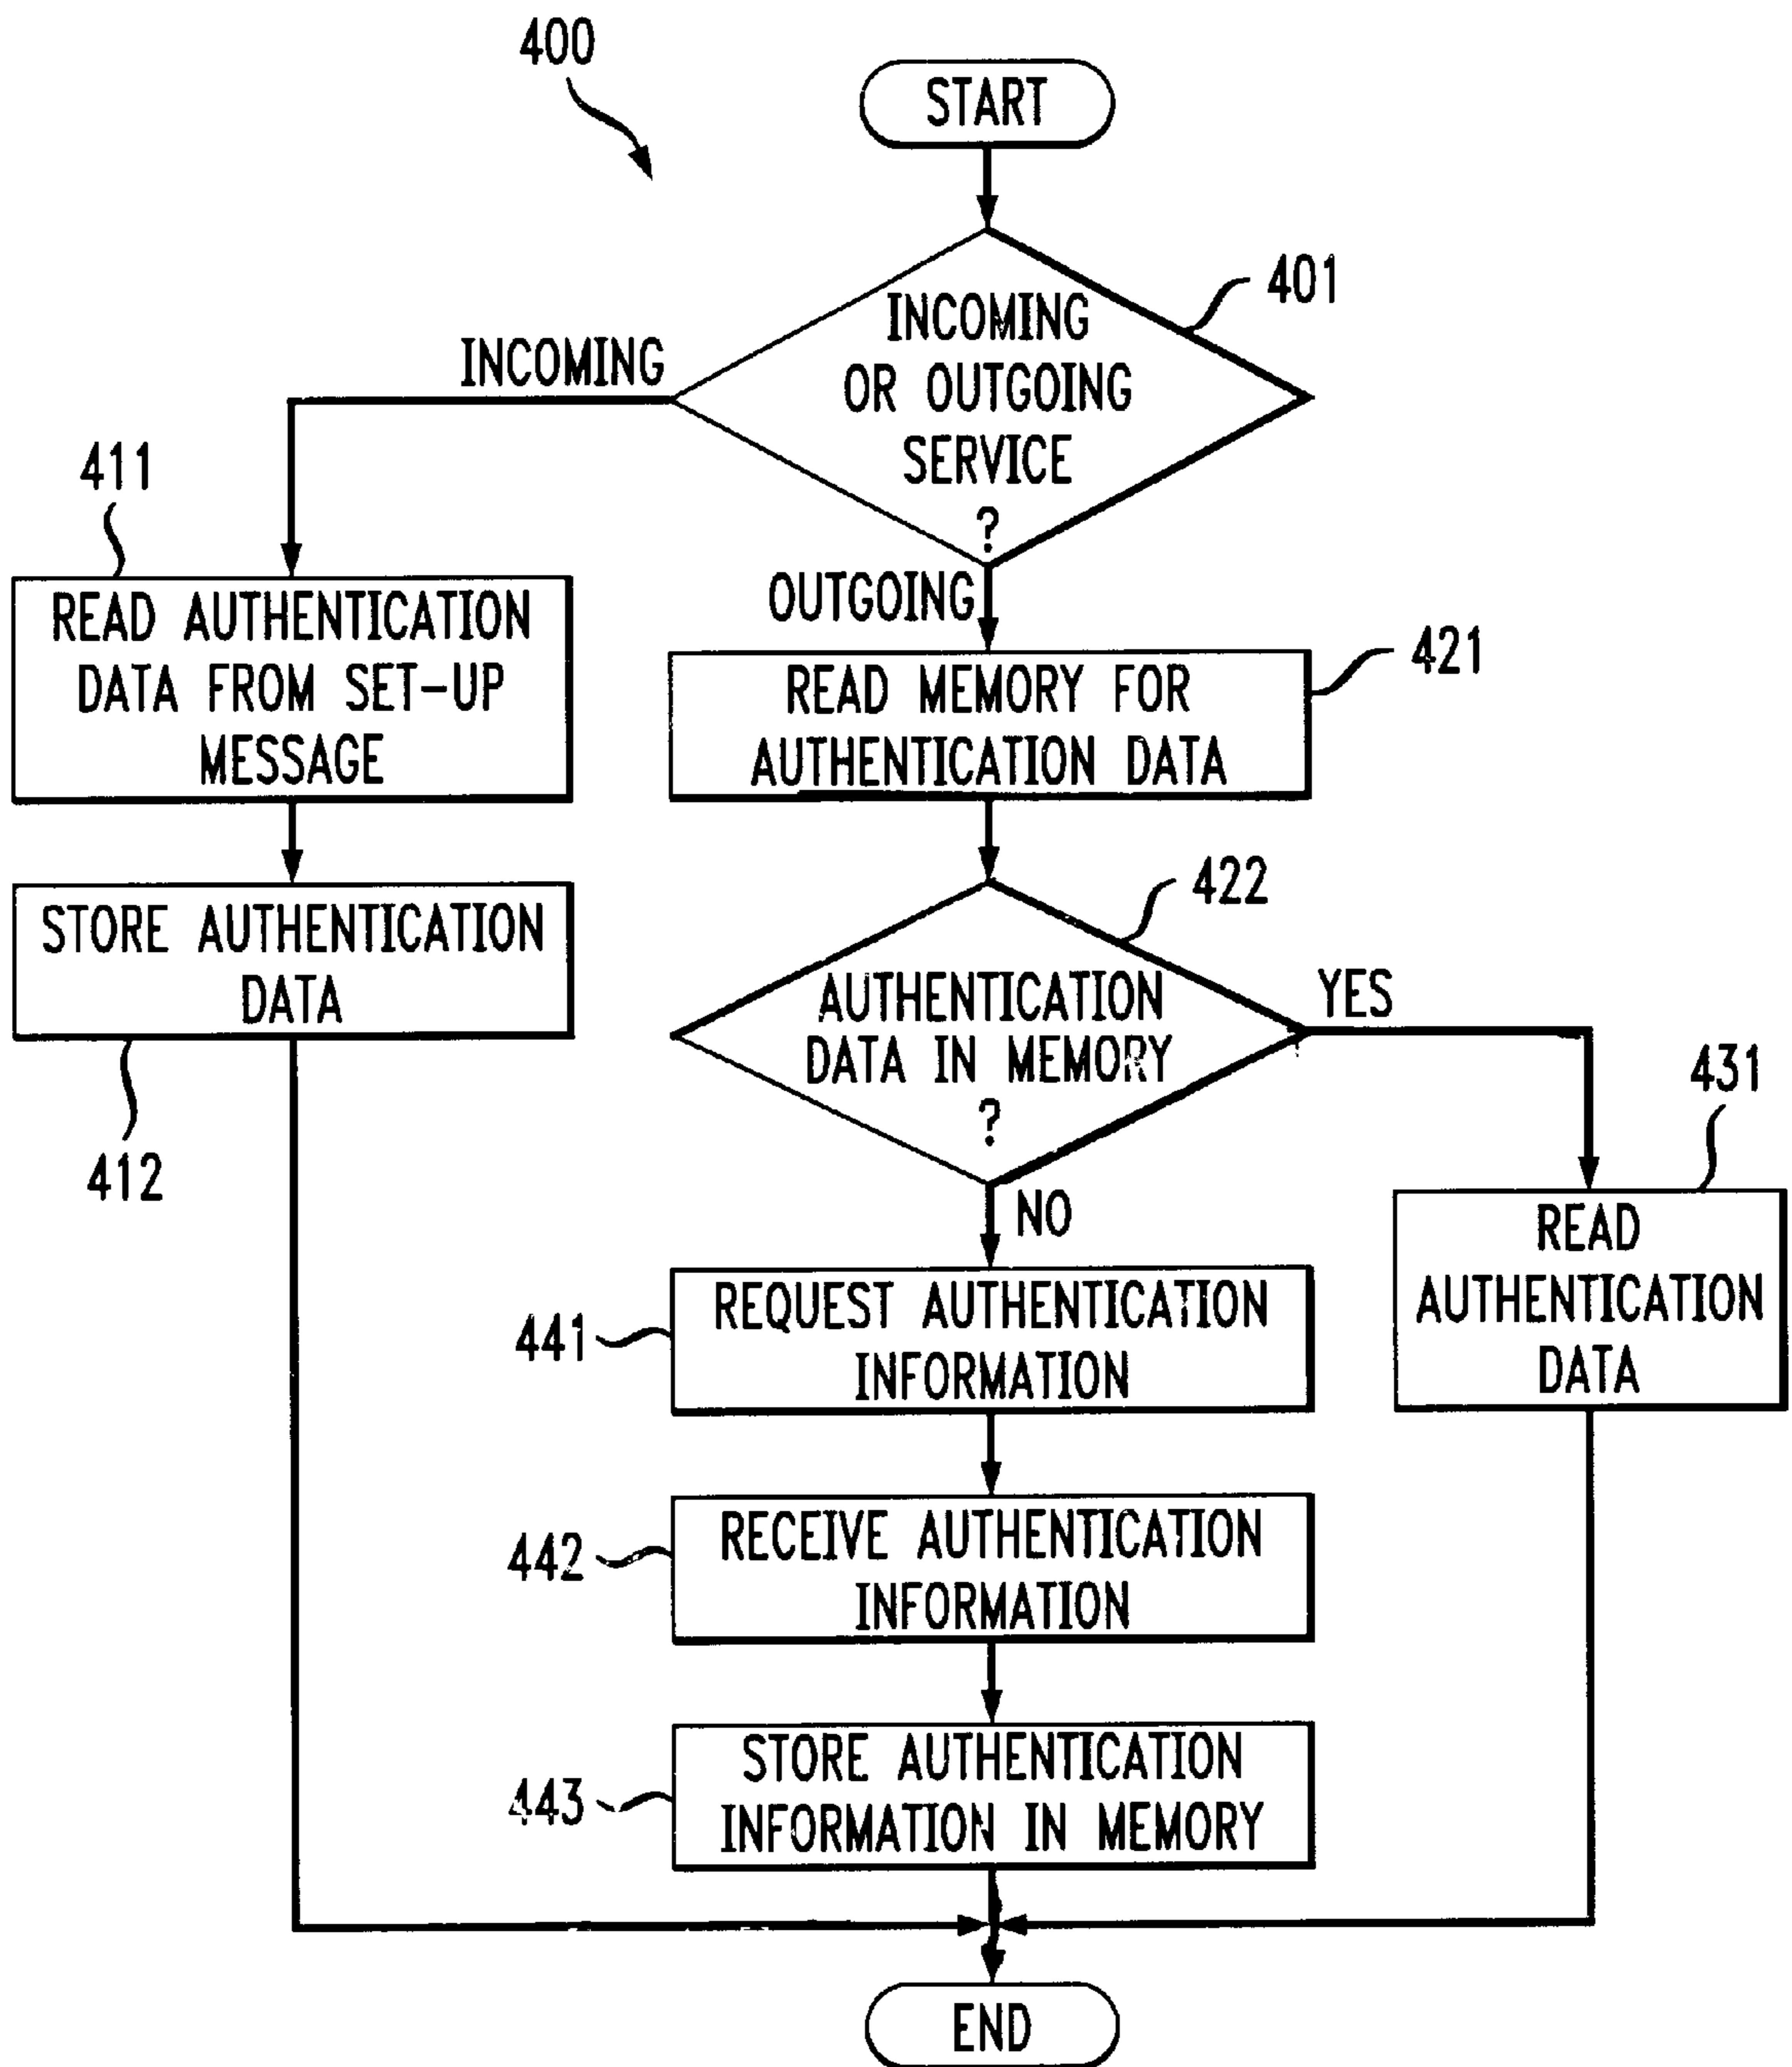 400
START
401
INCOMING
OR OUTGOING
SERVICE
?
INCOMING
OUTGOING
411
READ AUTHENTICATION
DATA FROM SET-UP
MESSAGE
421
READ MEMORY FOR
AUTHENTICATION DATA
STORE AUTHENTICATION
DATA
412
422
AUTHENTICATION
DATA IN MEMORY
?
YES
NO
431
READ
AUTHENTICATION
DATA
441
REQUEST AUTHENTICATION
INFORMATION
442
RECEIVE AUTHENTICATION
INFORMATION
443
STORE AUTHENTICATION
INFORMATION IN MEMORY
END